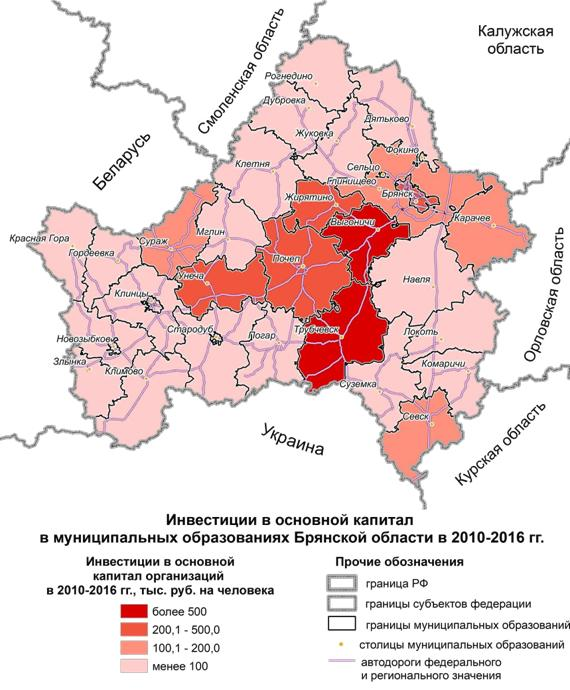 Калужская
область
Смоленская область
Рогнедино
Дубровка
Дятьково
Жуковка
Беларусь
Фокино
Клетня
Сельцо
Глинищево
Брянск
Жирятино
Выгоничи
Карачев
Красная Гора
Мглин
Сураж
Гордеевка
Почеп
Унеча
Навля
Клинцы
Орловская область
Стародуб
Погар
Трубчевск
Локоть
Новозыбков
Злынка
Климово
Комаричи
Суземка
Севск
Украина
Курская область
Инвестиции в основной капитал
в муниципальных образованиях Брянской области в 2010-2016 гг.
Инвестиции в основной
капитал организаций
в 2010-2016 гг., тыс. руб. на человека
более 500
200,1 - 500,0
100,1 - 200,0
менее 100
Прочие обозначения
граница РФ
границы субъектов федерации
границы муниципальных образований
столицы муниципальных образований
автодороги федерального
и регионального значения